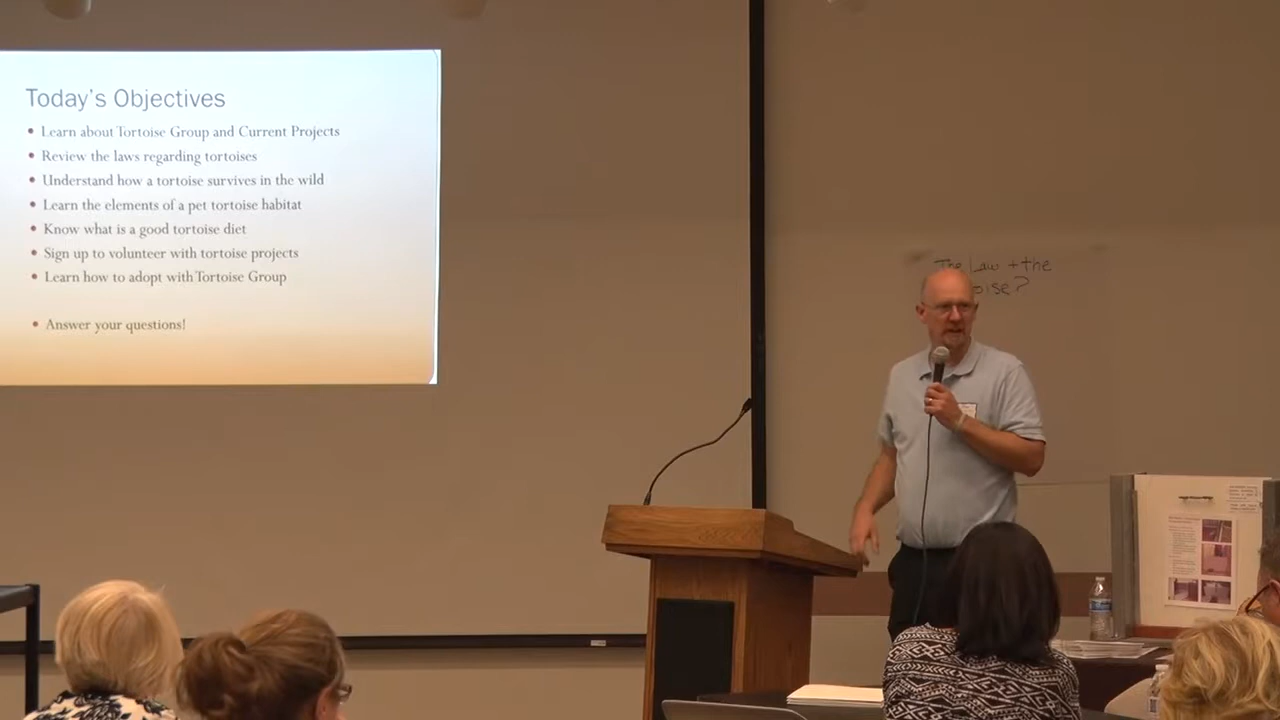 Today's Objectives
• Learn about Tortoise Group and Current Projects
• Review the laws regarding tortoises
• Understand how a tortoise survives in the wild
• Learn the elements of a pet tortoise habitat
• Know what is a good tortoise diet
• Sign up to volunteer with tortoise projects
• Learn how to adopt with Tortoise Group
• Answer your questions!
The Law + the
oise?